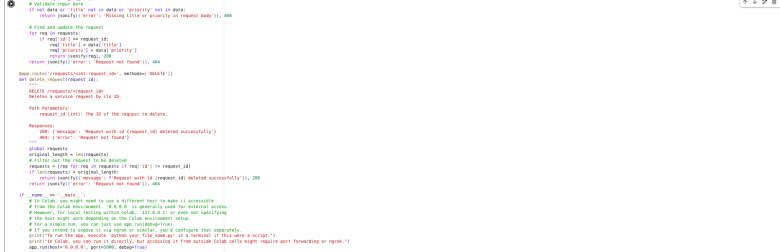 # Validate input data
if not data or 'title' not in data or 'priority' not in data:
return jsonify({'error': 'Missing title or priority in request body'}), 400
# Find and update the request
for req in requests:
if req['id'] == request_id:
req['title'] = data['title']
req['priority'] = data['priority']
return jsonify(req), 200
return jsonify({'error': 'Request not found'}), 404
@app.route('/requests/<int:request_id>', methods=['DELETE'])
def delete_request(request_id):
"""
DELETE /requests/<request_id>
Deletes a service request by its ID.
Path Parameters:
request_id (int): The ID of the request to delete.
Responses:
200: {'message': 'Request with id {request_id} deleted successfully'}
404: {'error': 'Request not found'}
"""
global requests
original_length = len(requests)
# Filter out the request to be deleted
requests = [req for req in requests if req['id'] != request_id]
if len(requests) < original_length:
return jsonify({'message': f'Request with id {request_id} deleted successfully'}), 200
return jsonify({'error': 'Request not found'}), 404
if __name__ == '__main__':
# In Colab, you might need to use a different host to make it accessible
# from the Colab environment. '0.0.0.0' is generally used for external access.
# However, for local testing within Colab, '127.0.0.1' or even not specifying
# the host might work depending on the Colab environment setup.
# For a simple run, you can just use app.run(debug=True).
# If you intend to expose it via ngrok or similar, you'd configure that separately.
print("To run the app, execute 'python your_file_name.py' in a terminal if this were a script.")
print("In Colab, you can run it directly, but accessing it from outside Colab cells might require port forwarding or ngrok.")
app.run(host='0.0.0.0', port=5000, debug=True)